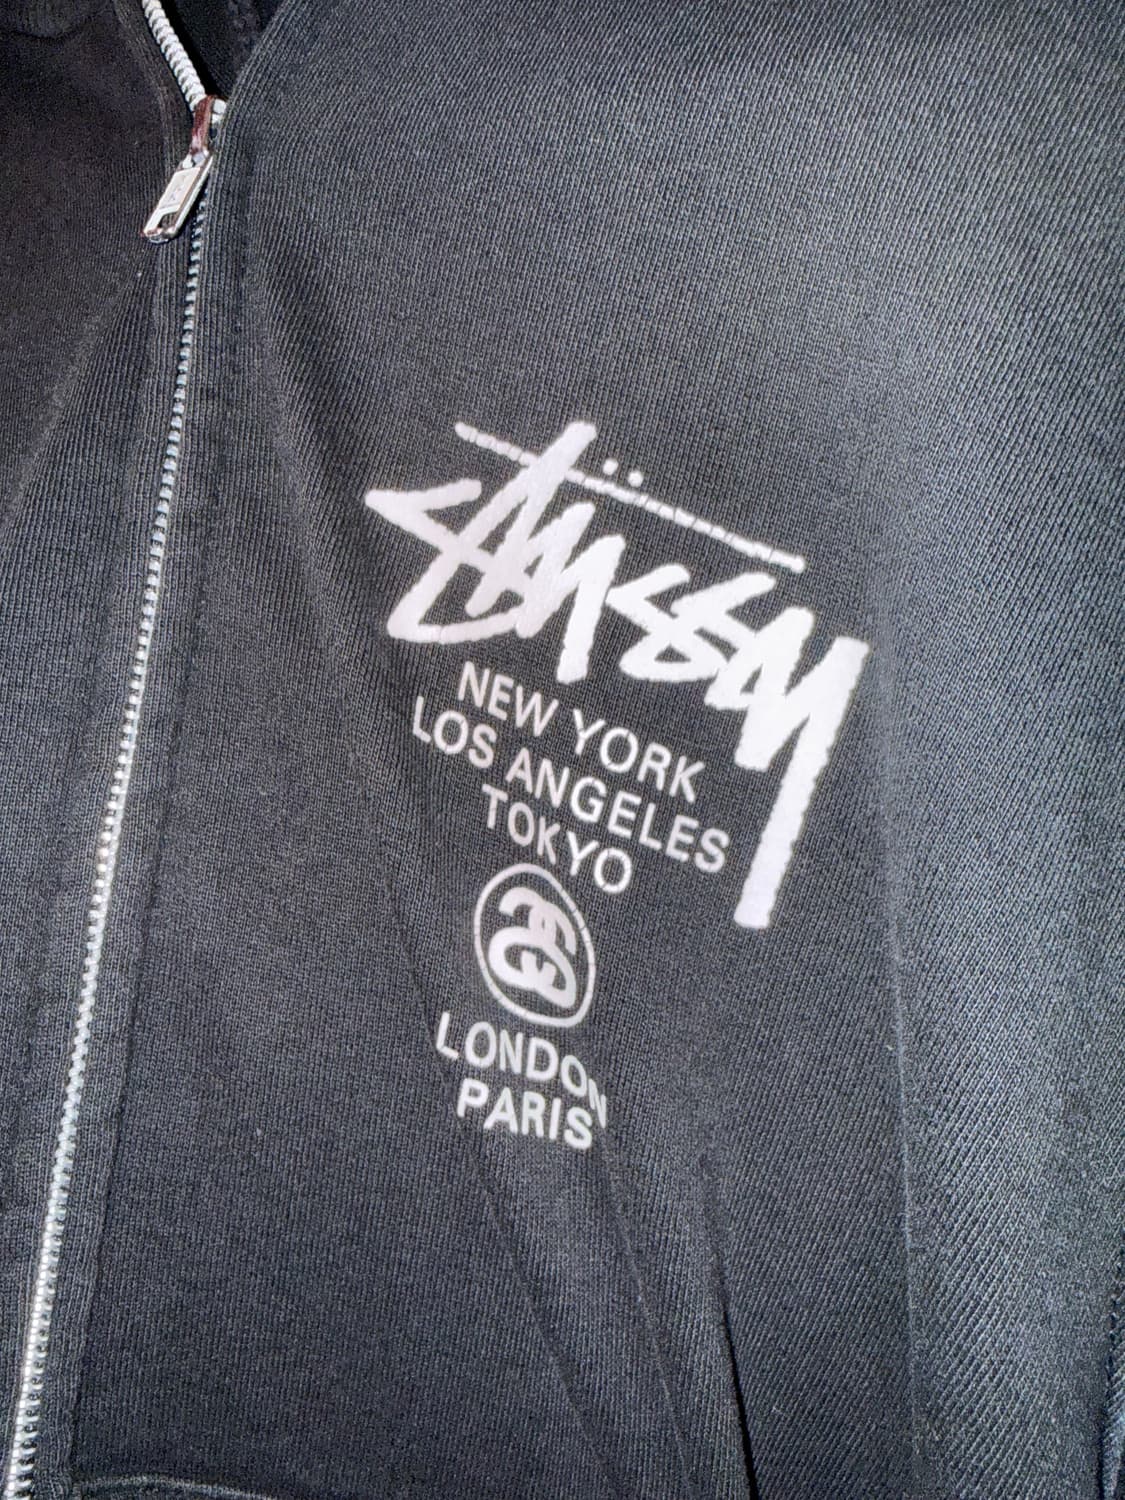 Stüssy
NEW YORK
LOS ANGELES
TOKYO
LONDON
PARIS